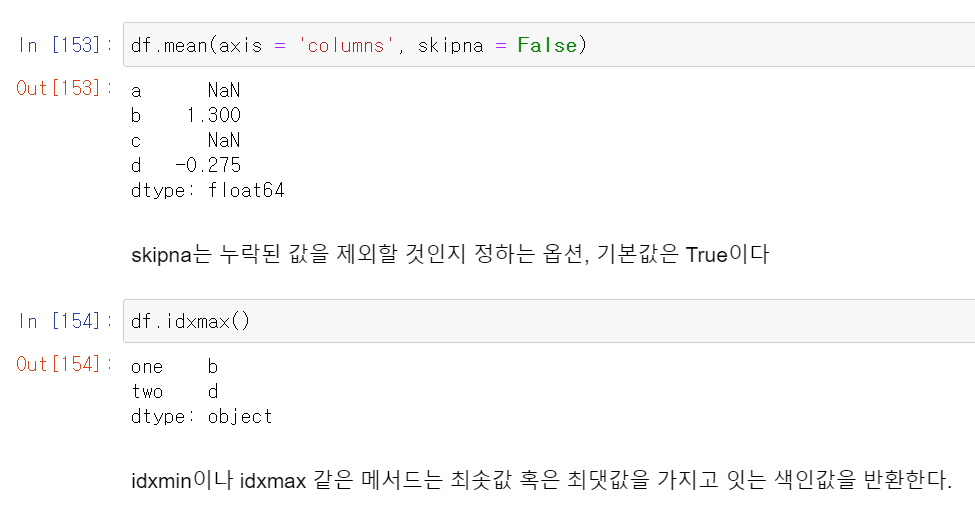 In [153]: df.mean(axis = 'columns', skipna = False)
Out[153]: a      NaN
b    1.300
c      NaN
d   -0.275
dtype: float64
skipna는 누락된 값을 제외할 것인지 정하는 옵션, 기본값은 True이다
In [154]: df.idxmax()
Out[154]: one    b
two    d
dtype: object
idxmin이나 idxmax 같은 메서드는 최솟값 혹은 최댓값을 가지고 잇는 색인값을 반환한다.